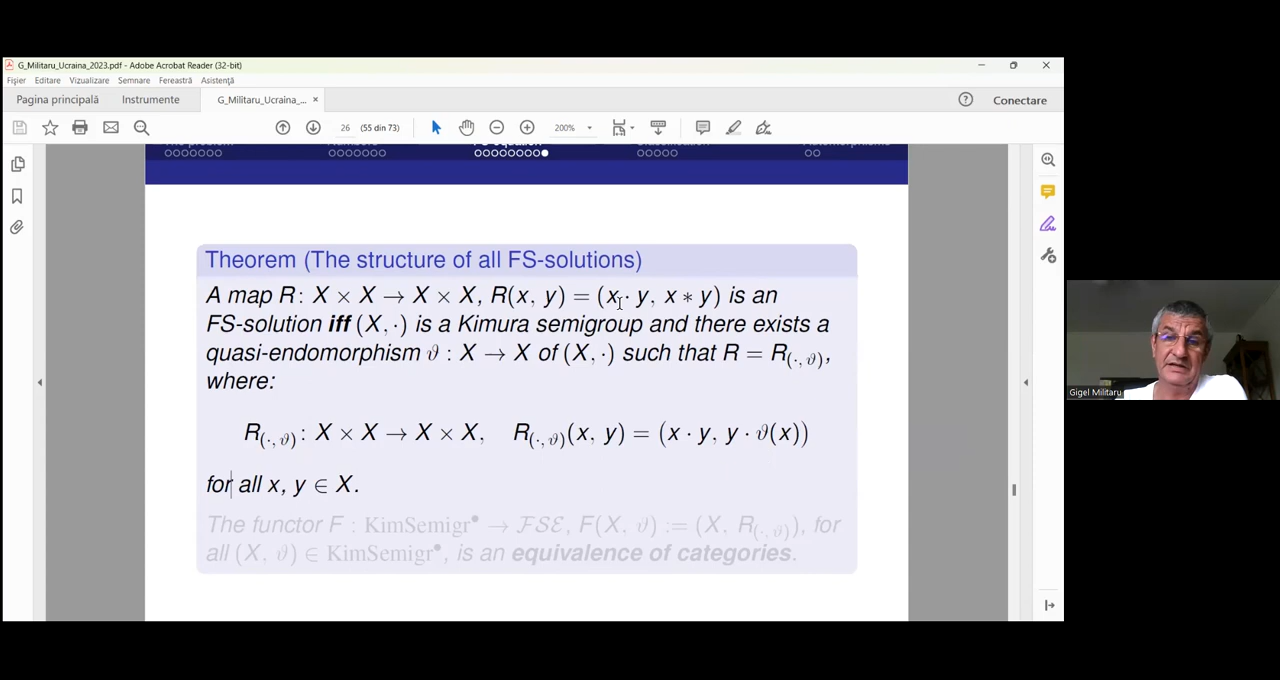 G_Militaru_Ucraina_2023.pdf - Adobe Acrobat Reader (32-bit)
Fișier Editare Vizualizare Semnare Fereastră Asistență
Pagina principală Instrumente G_Militaru_Ucraina_... × Conectare
26 (55 din 73) 200%
Theorem (The structure of all FS-solutions)
A map R : X × X → X × X, R(x, y) = (x · y, x ∗ y) is an
FS-solution iff (X, ·) is a Kimura semigroup and there exists a
quasi-endomorphism ϑ : X → X of (X, ·) such that R = R(·, ϑ),
where:
R(·, ϑ) : X × X → X × X, R(·, ϑ)(x, y) = (x · y, y · ϑ(x))
for all x, y ∈ X.
The functor F : KimSemigr• → FSE, F(X, ϑ) := (X, R(·, ϑ)), for
all (X, ϑ) ∈ KimSemigr•, is an equivalence of categories.
Gigel Militaru